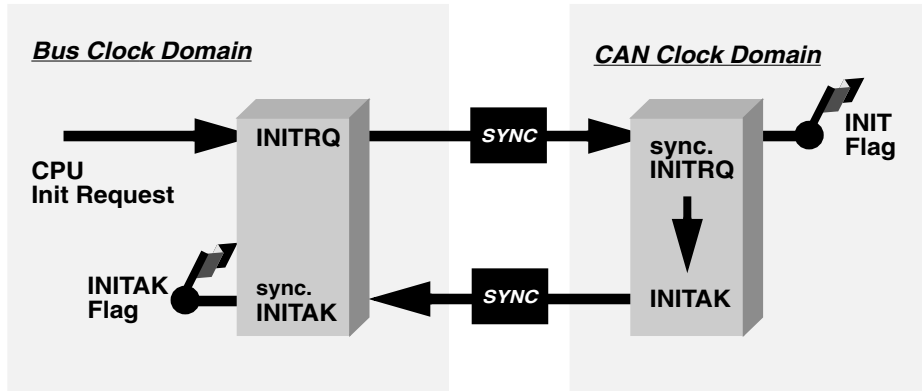 Bus Clock Domain
CAN Clock Domain
CPU
Init Request
INITRQ
SYNC
sync.
INITRQ
INIT
Flag
INITAK
Flag
sync.
INITAK
SYNC
INITAK